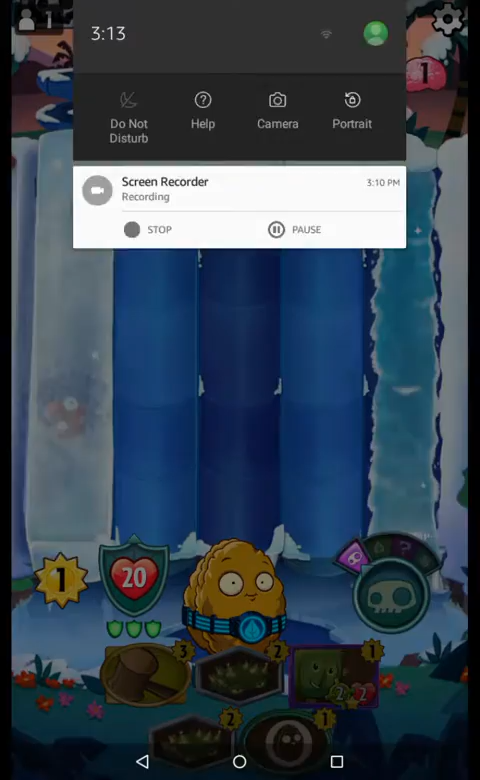 1
3:13
1
Do Not
Disturb
Help
Camera
Portrait
Screen Recorder
3:10 PM
Recording
STOP
PAUSE
1
20
3
2
1
2
2
2
1